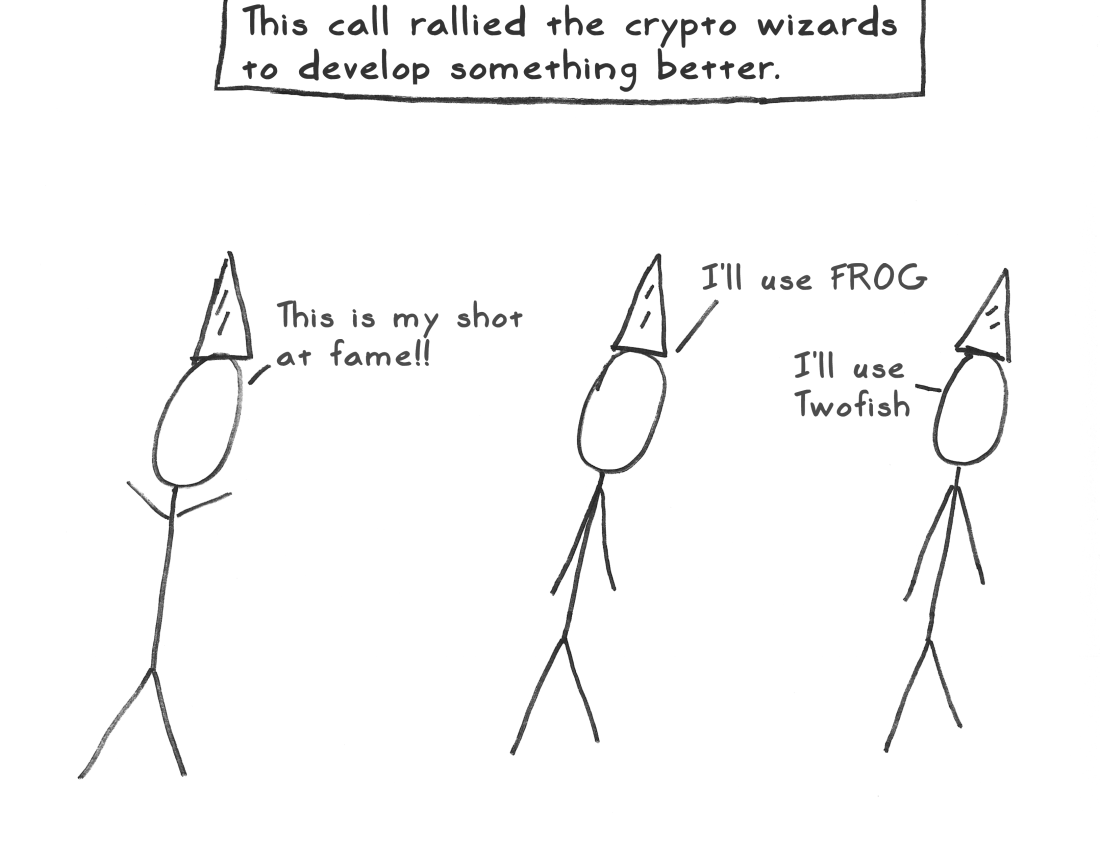 This call rallied the crypto wizards
to develop something better.
This is my shot
at fame!!
I'll use FROG
I'll use
Twofish